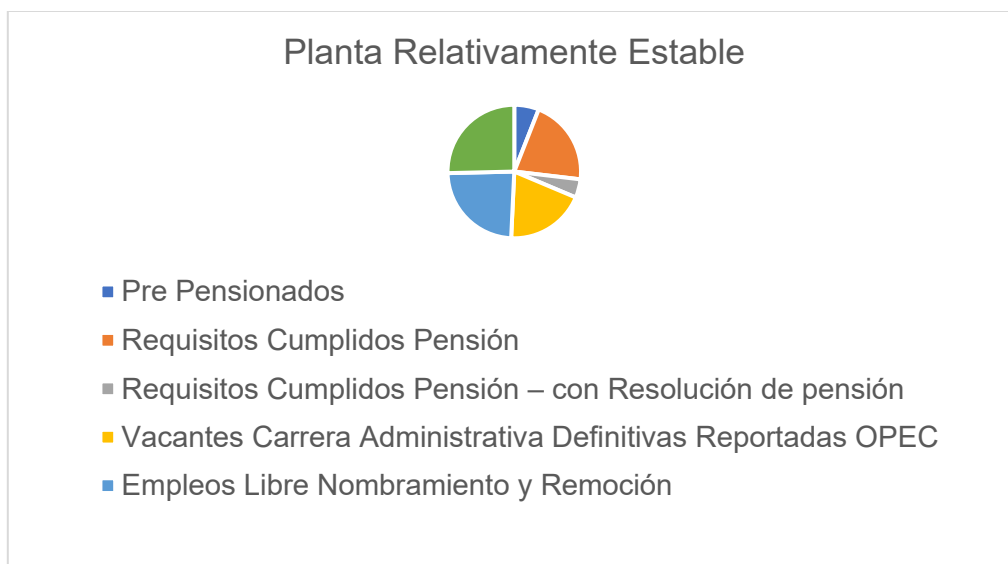 Planta Relativamente Estable
Pre Pensionados
Requisitos Cumplidos Pensión
Requisitos Cumplidos Pensión – con Resolución de pensión
Vacantes Carrera Administrativa Definitivas Reportadas OPEC
Empleos Libre Nombramiento y Remoción